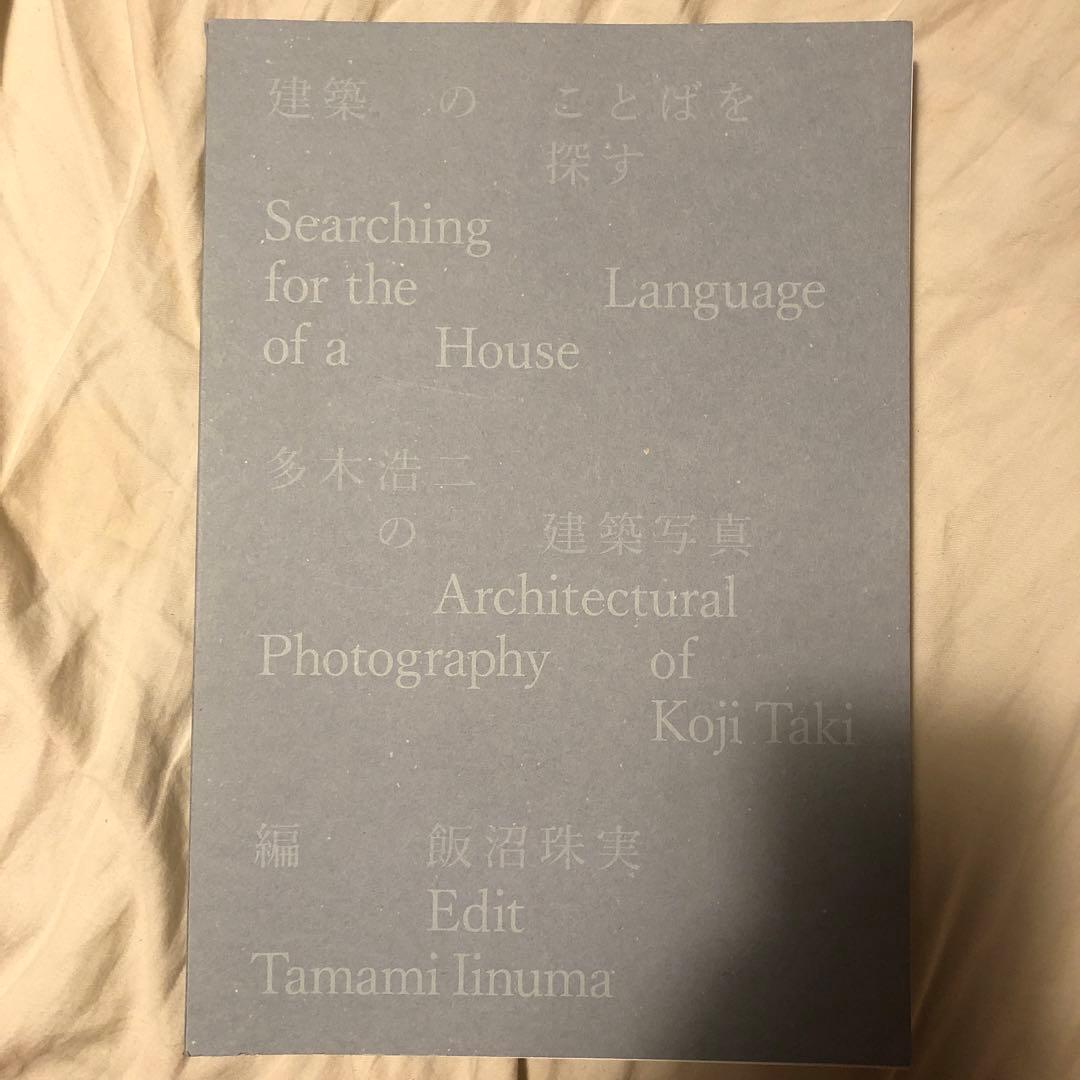 建築 の ことばを
探す
Searching
for the Language
of a House
多木浩二
の 建築写真
Architectural
Photography of
Koji Taki
編 飯沼珠実
Edit
Tamami Iinuma